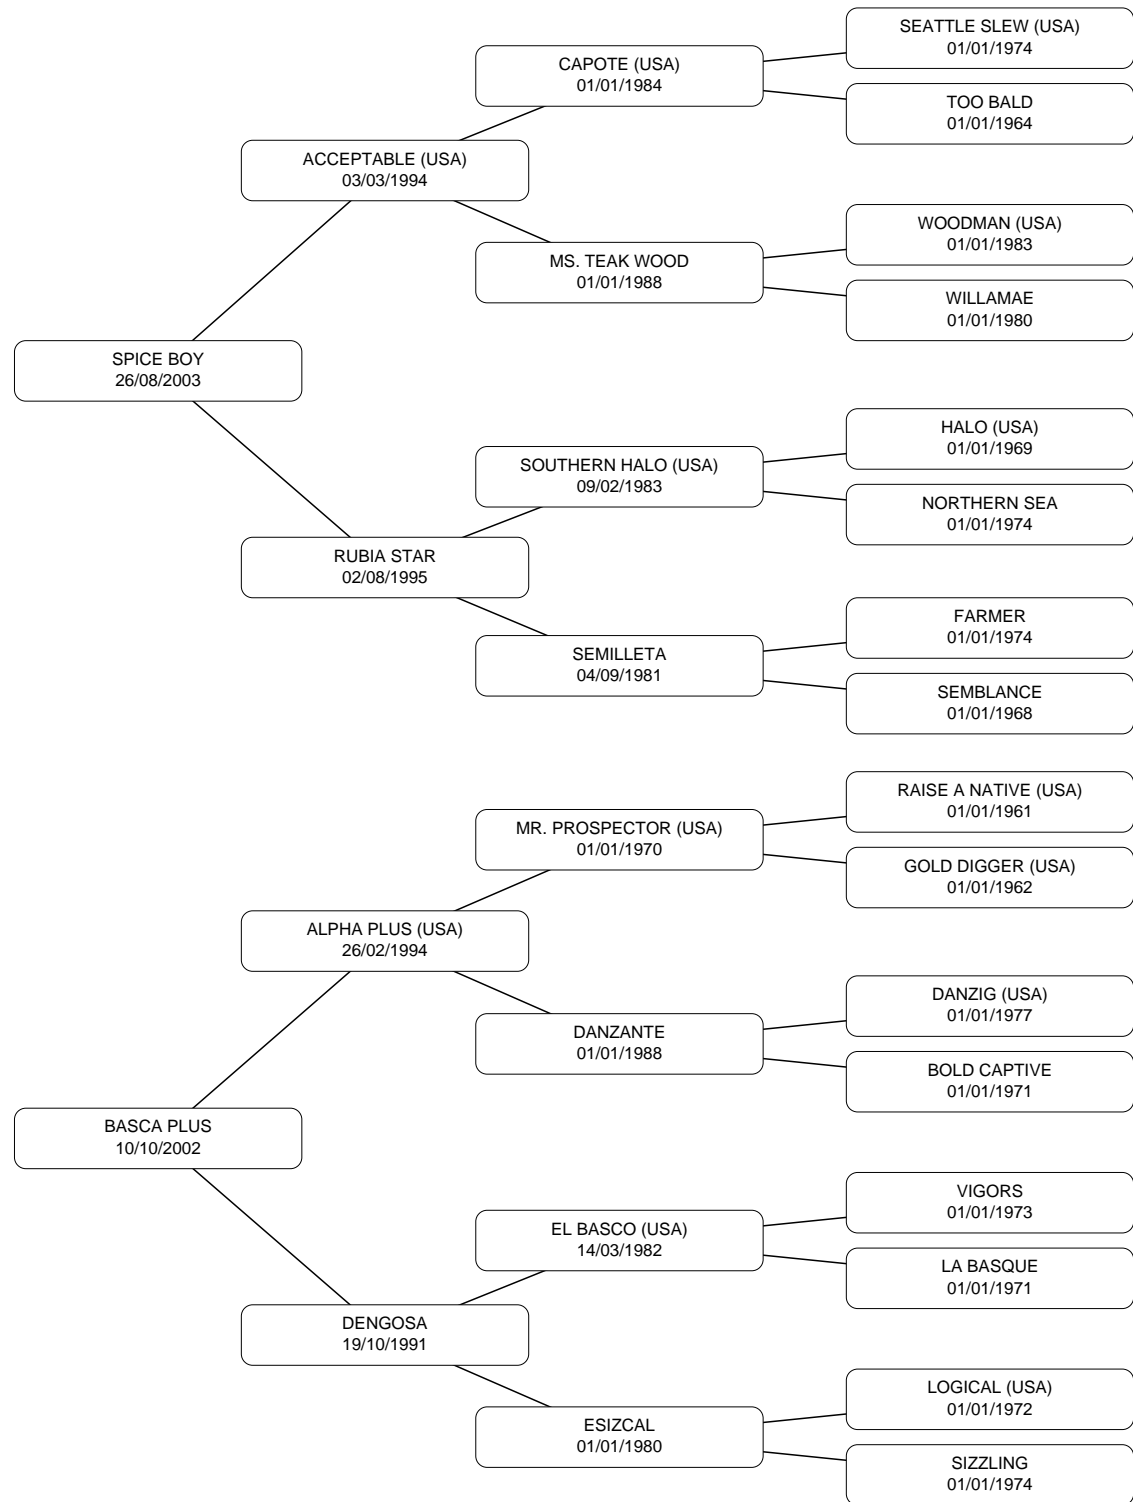 SEATTLE SLEW (USA)
01/01/1974
CAPOTE (USA)
01/01/1984
TOO BALD
01/01/1964
ACCEPTABLE (USA)
03/03/1994
WOODMAN (USA)
01/01/1983
MS. TEAK WOOD
01/01/1988
WILLAMAE
01/01/1980
SPICE BOY
26/08/2003
HALO (USA)
01/01/1969
SOUTHERN HALO (USA)
09/02/1983
NORTHERN SEA
01/01/1974
RUBIA STAR
02/08/1995
FARMER
01/01/1974
SEMILLETA
04/09/1981
SEMBLANCE
01/01/1968
RAISE A NATIVE (USA)
01/01/1961
MR. PROSPECTOR (USA)
01/01/1970
GOLD DIGGER (USA)
01/01/1962
ALPHA PLUS (USA)
26/02/1994
DANZIG (USA)
01/01/1977
DANZANTE
01/01/1988
BOLD CAPTIVE
01/01/1971
BASCA PLUS
10/10/2002
VIGORS
01/01/1973
EL BASCO (USA)
14/03/1982
LA BASQUE
01/01/1971
DENGOSA
19/10/1991
LOGICAL (USA)
01/01/1972
ESIZCAL
01/01/1980
SIZZLING
01/01/1974